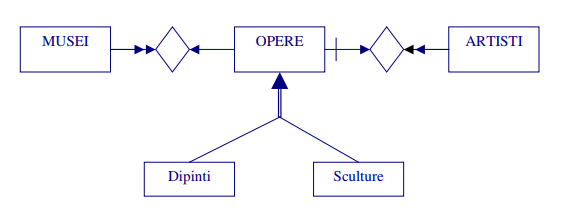 MUSEI
OPERE
ARTISTI
Dipinti
Sculture